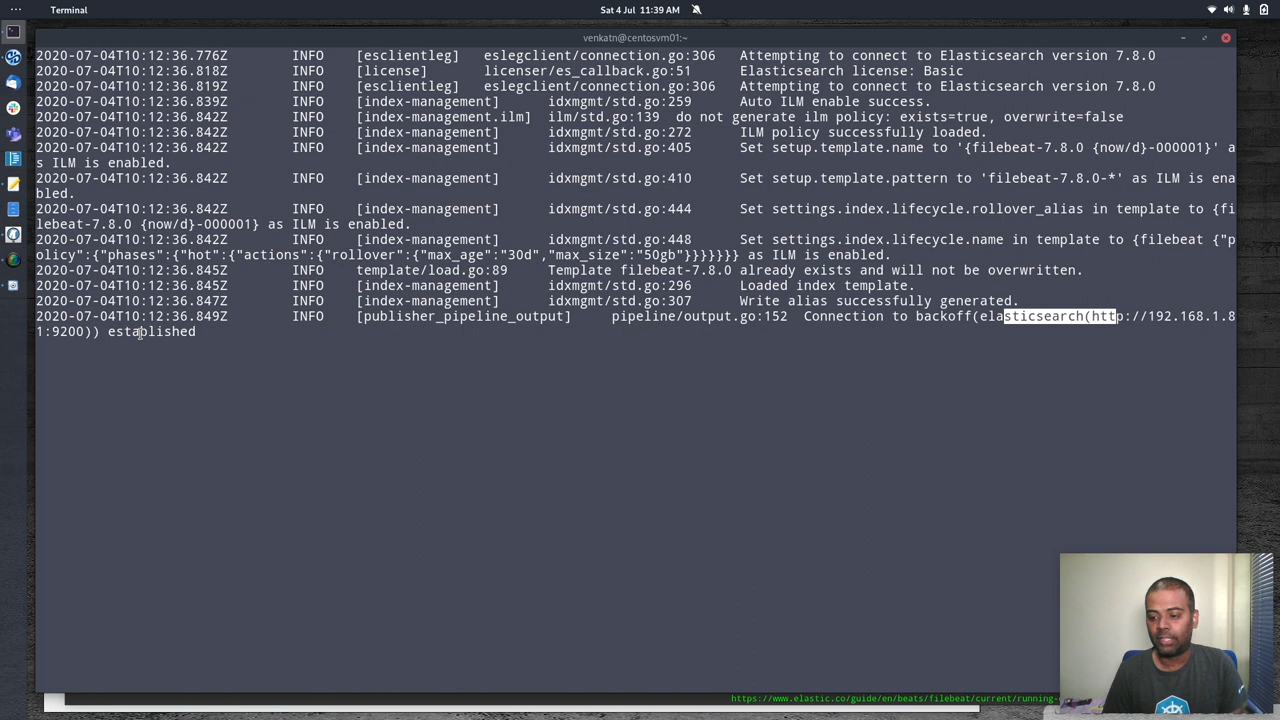 Terminal
Sat 4 Jul 11:39 AM
venkatn@centosvm01:~
2020-07-04T10:12:36.776Z INFO [esclientleg] eslegclient/connection.go:306 Attempting to connect to Elasticsearch version 7.8.0
2020-07-04T10:12:36.818Z INFO [license] licenser/es_callback.go:51 Elasticsearch license: Basic
2020-07-04T10:12:36.819Z INFO [esclientleg] eslegclient/connection.go:306 Attempting to connect to Elasticsearch version 7.8.0
2020-07-04T10:12:36.839Z INFO [index-management] idxmgmt/std.go:259 Auto ILM enable success.
2020-07-04T10:12:36.842Z INFO [index-management.ilm] ilm/std.go:139 do not generate ilm policy: exists=true, overwrite=false
2020-07-04T10:12:36.842Z INFO [index-management] idxmgmt/std.go:272 ILM policy successfully loaded.
2020-07-04T10:12:36.842Z INFO [index-management] idxmgmt/std.go:405 Set setup.template.name to '{filebeat-7.8.0 {now/d}-000001}' a
s ILM is enabled.
2020-07-04T10:12:36.842Z INFO [index-management] idxmgmt/std.go:410 Set setup.template.pattern to 'filebeat-7.8.0-*' as ILM is ena
bled.
2020-07-04T10:12:36.842Z INFO [index-management] idxmgmt/std.go:444 Set settings.index.lifecycle.rollover_alias in template to {fi
lebeat-7.8.0 {now/d}-000001} as ILM is enabled.
2020-07-04T10:12:36.842Z INFO [index-management] idxmgmt/std.go:448 Set settings.index.lifecycle.name in template to {filebeat {"p
olicy":{"phases":{"hot":{"actions":{"rollover":{"max_age":"30d","max_size":"50gb"}}}}}}} as ILM is enabled.
2020-07-04T10:12:36.845Z INFO template/load.go:89 Template filebeat-7.8.0 already exists and will not be overwritten.
2020-07-04T10:12:36.845Z INFO [index-management] idxmgmt/std.go:296 Loaded index template.
2020-07-04T10:12:36.847Z INFO [index-management] idxmgmt/std.go:307 Write alias successfully generated.
2020-07-04T10:12:36.849Z INFO [publisher_pipeline_output] pipeline/output.go:152 Connection to backoff(elasticsearch(http://192.168.1.8
1:9200)) established
https://www.elastic.co/guide/en/beats/filebeat/current/running-